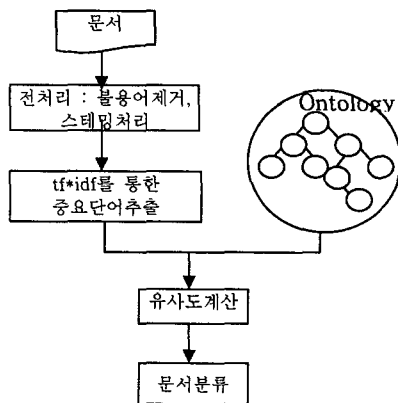 문서
전처리 : 불용어제거,
스테밍처리
Ontology
tf*idf를 통한
중요단어추출
유사도계산
문서분류